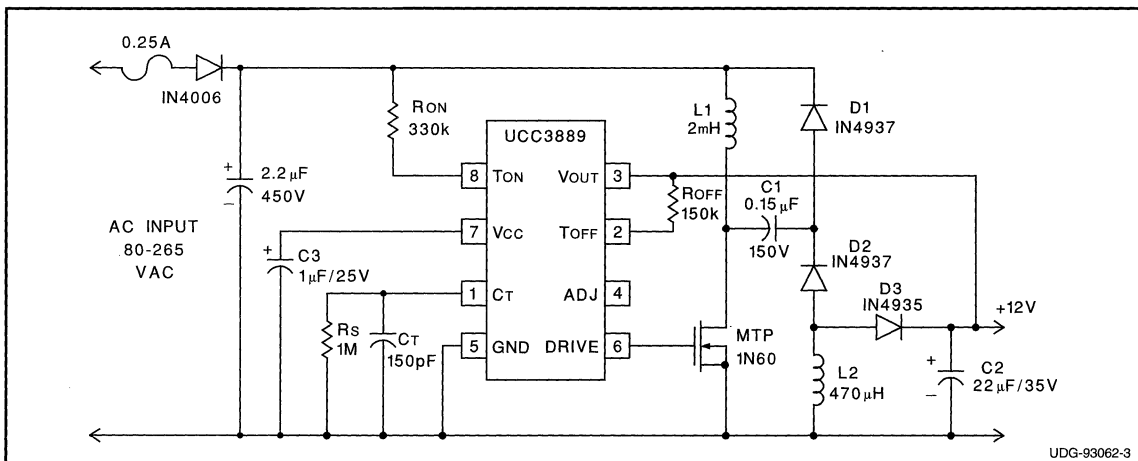 0.25A
IN4006
RON
330k
L1
2mH
D1
IN4937
UCC3889
+
2.2µF
450V
−
8 TON
VOUT 3
ROFF
150k
C1
0.15µF
150V
AC INPUT
80-265
VAC
7 VCC
TOFF 2
+
C3
1µF/25V
D2
IN4937
1 CT
ADJ 4
D3
IN4935
+12V
RS
1M
CT
150pF
5 GND
DRIVE 6
MTP
1N60
L2
470µH
+
C2
22µF/35V
−
UDG-93062-3